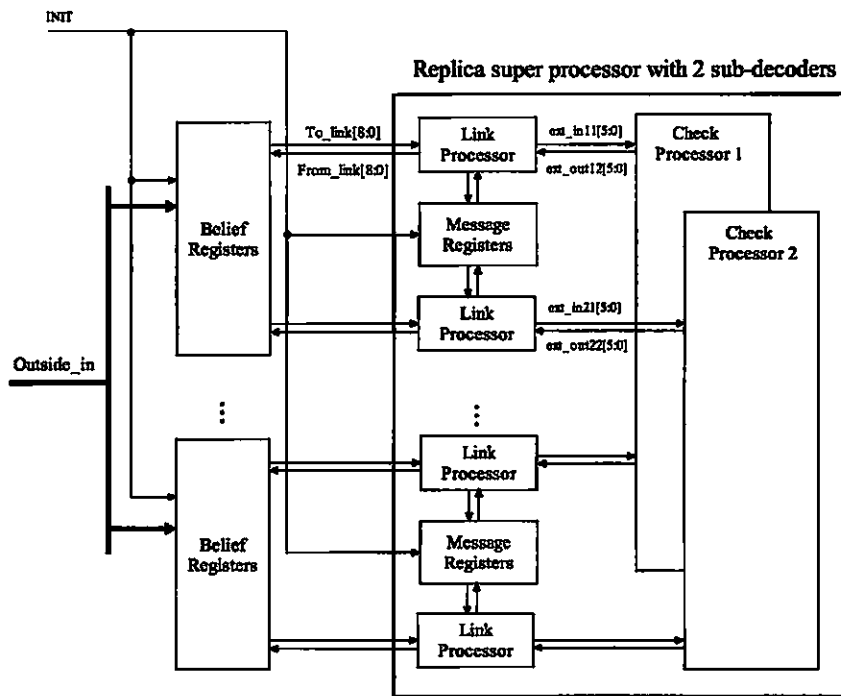 INIT
Replica super processor with 2 sub-decoders
To_link[8:0]
From_link[8:0]
Link
Processor
ext_in11[5:0]
ext_out12[5:0]
Check
Processor 1
Belief
Registers
Message
Registers
Check
Processor 2
Link
Processor
ext_in21[5:0]
ext_out22[5:0]
Outside_in
Link
Processor
Belief
Registers
Message
Registers
Link
Processor